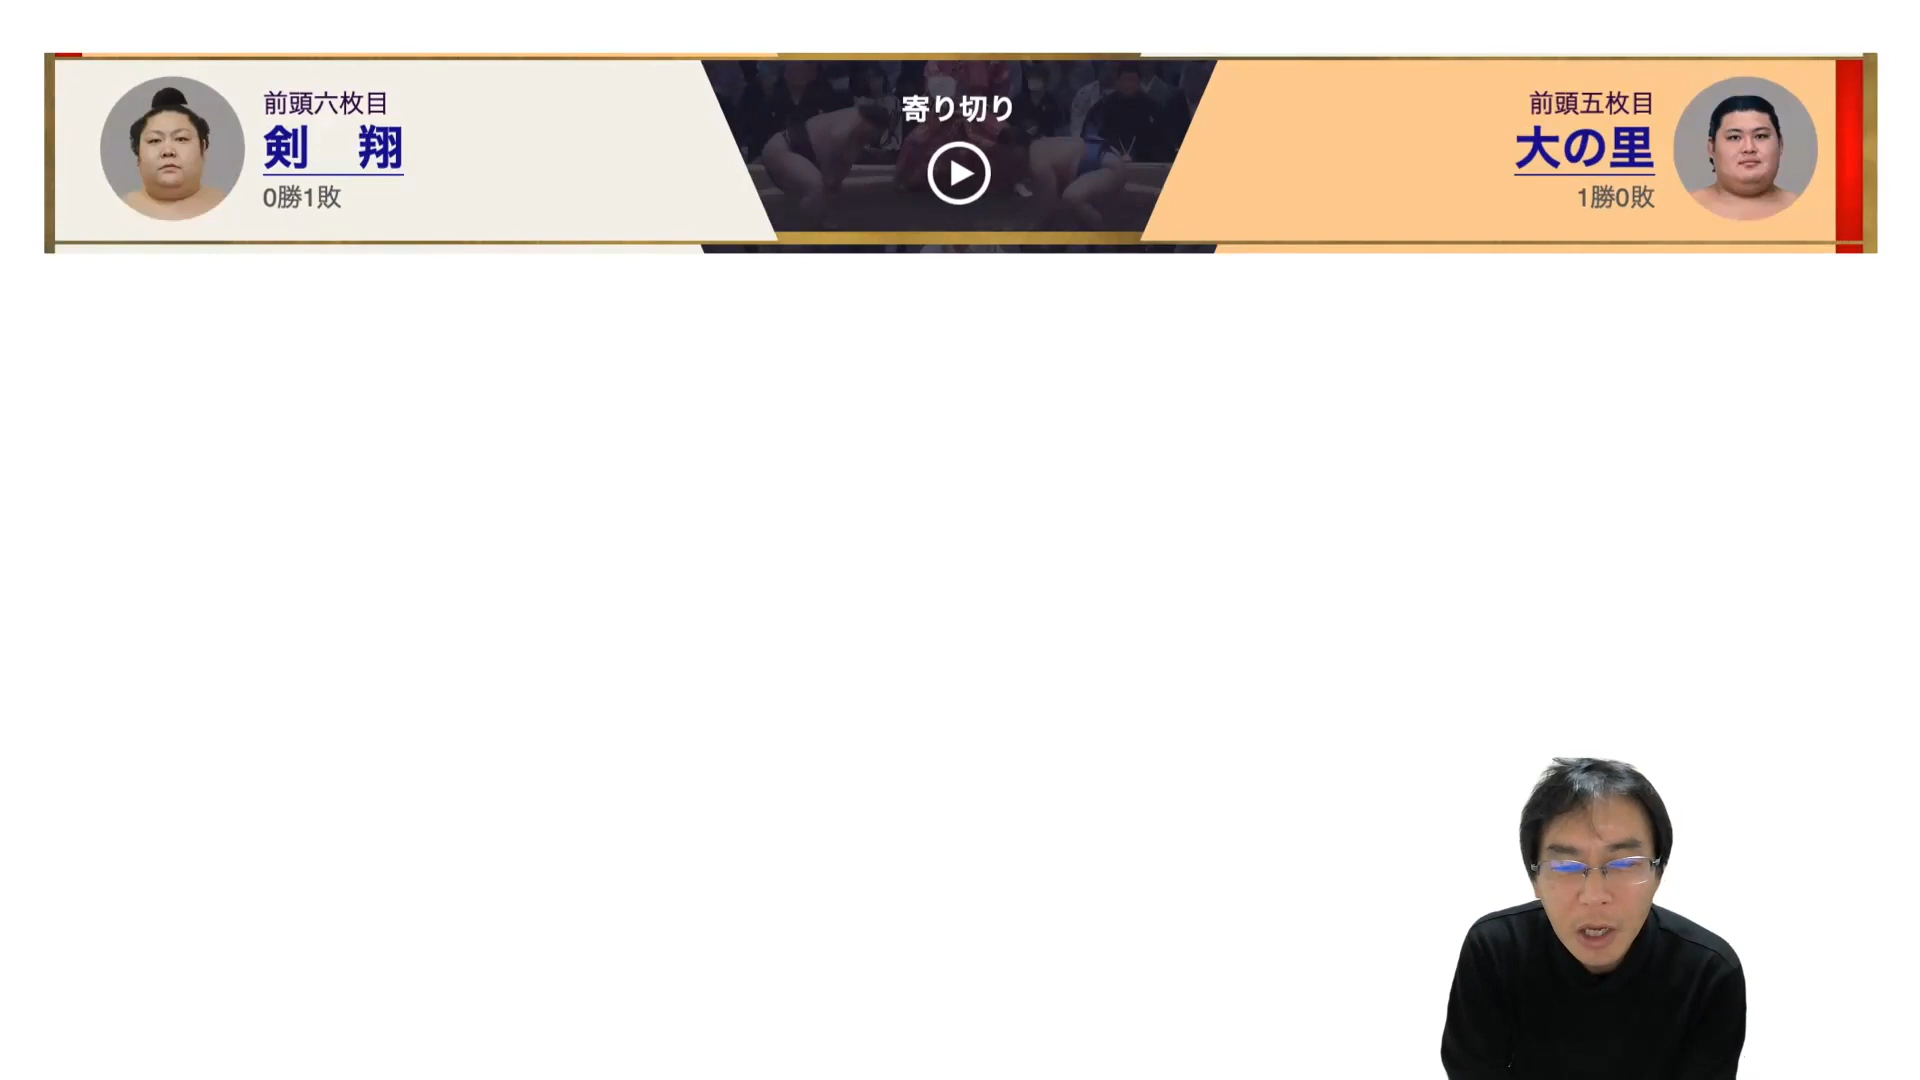 前頭六枚目
剣　翔
0勝1敗
寄り切り
前頭五枚目
大の里
1勝0敗